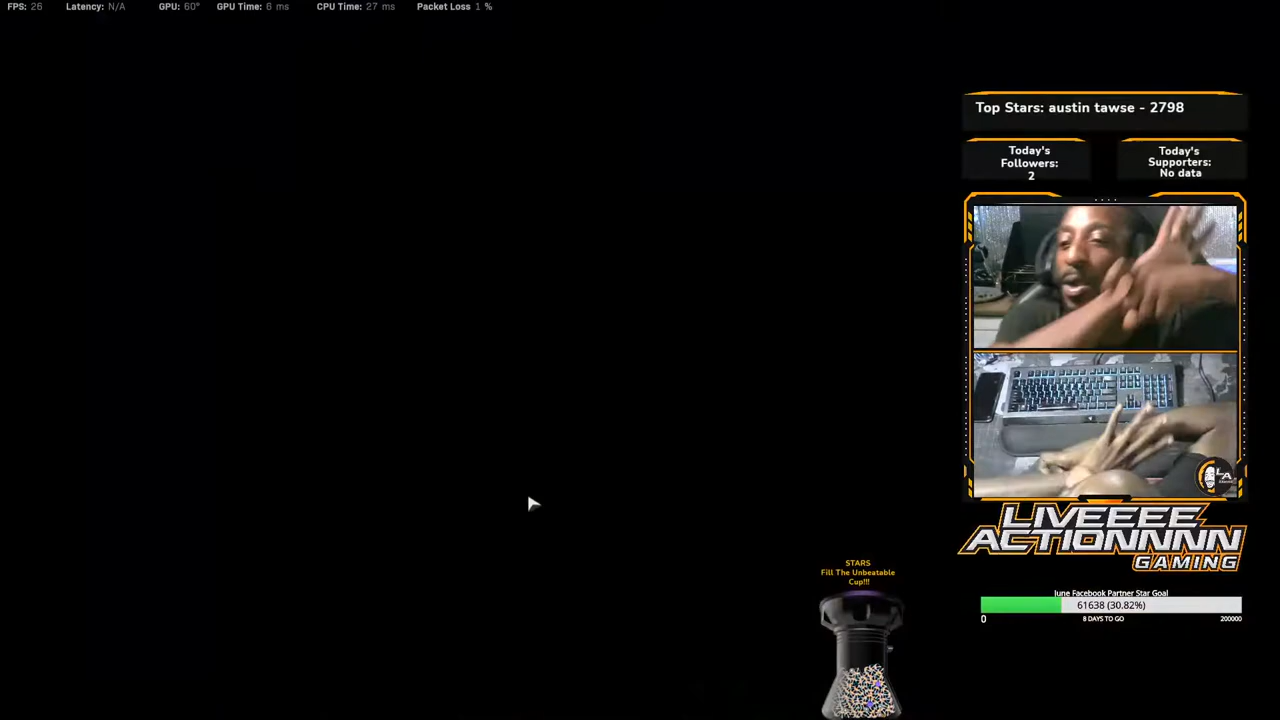 FPS: 26 Latency: N/A GPU: 60° GPU Time: 6 ms CPU Time: 27 ms Packet Loss 1 %
Top Stars: austin tawse - 2798
Today's
Followers:
2
Today's
Supporters:
No data
LA
LIVEEEE
ACTIONNNN
GAMING
STARS
Fill The Unbeatable
Cup!!!
June Facebook Partner Star Goal
61638 (30.82%)
0 8 DAYS TO GO 200000